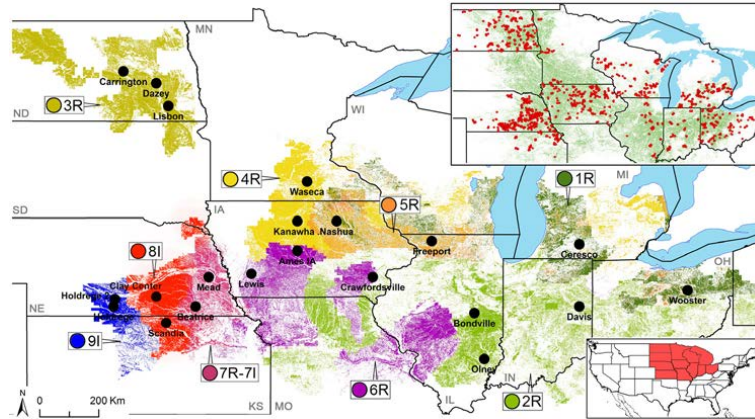 MN
Carrington
Dazey
Lisbon
3R
ND
WI
MI
4R
Waseca
5R
1R
SD
IA
Kanawha
Nashua
Freeport
Ceresco
Ames IA
8I
OH
Clay Center
Mead
Lewis
Crawfordsville
Wooster
Holdrege
NE
Beatrice
Scandia
Bondville
Davis
9I
Olney
7R-7I
6R
IN
2R
N
0
200 Km
KS
MO
IL